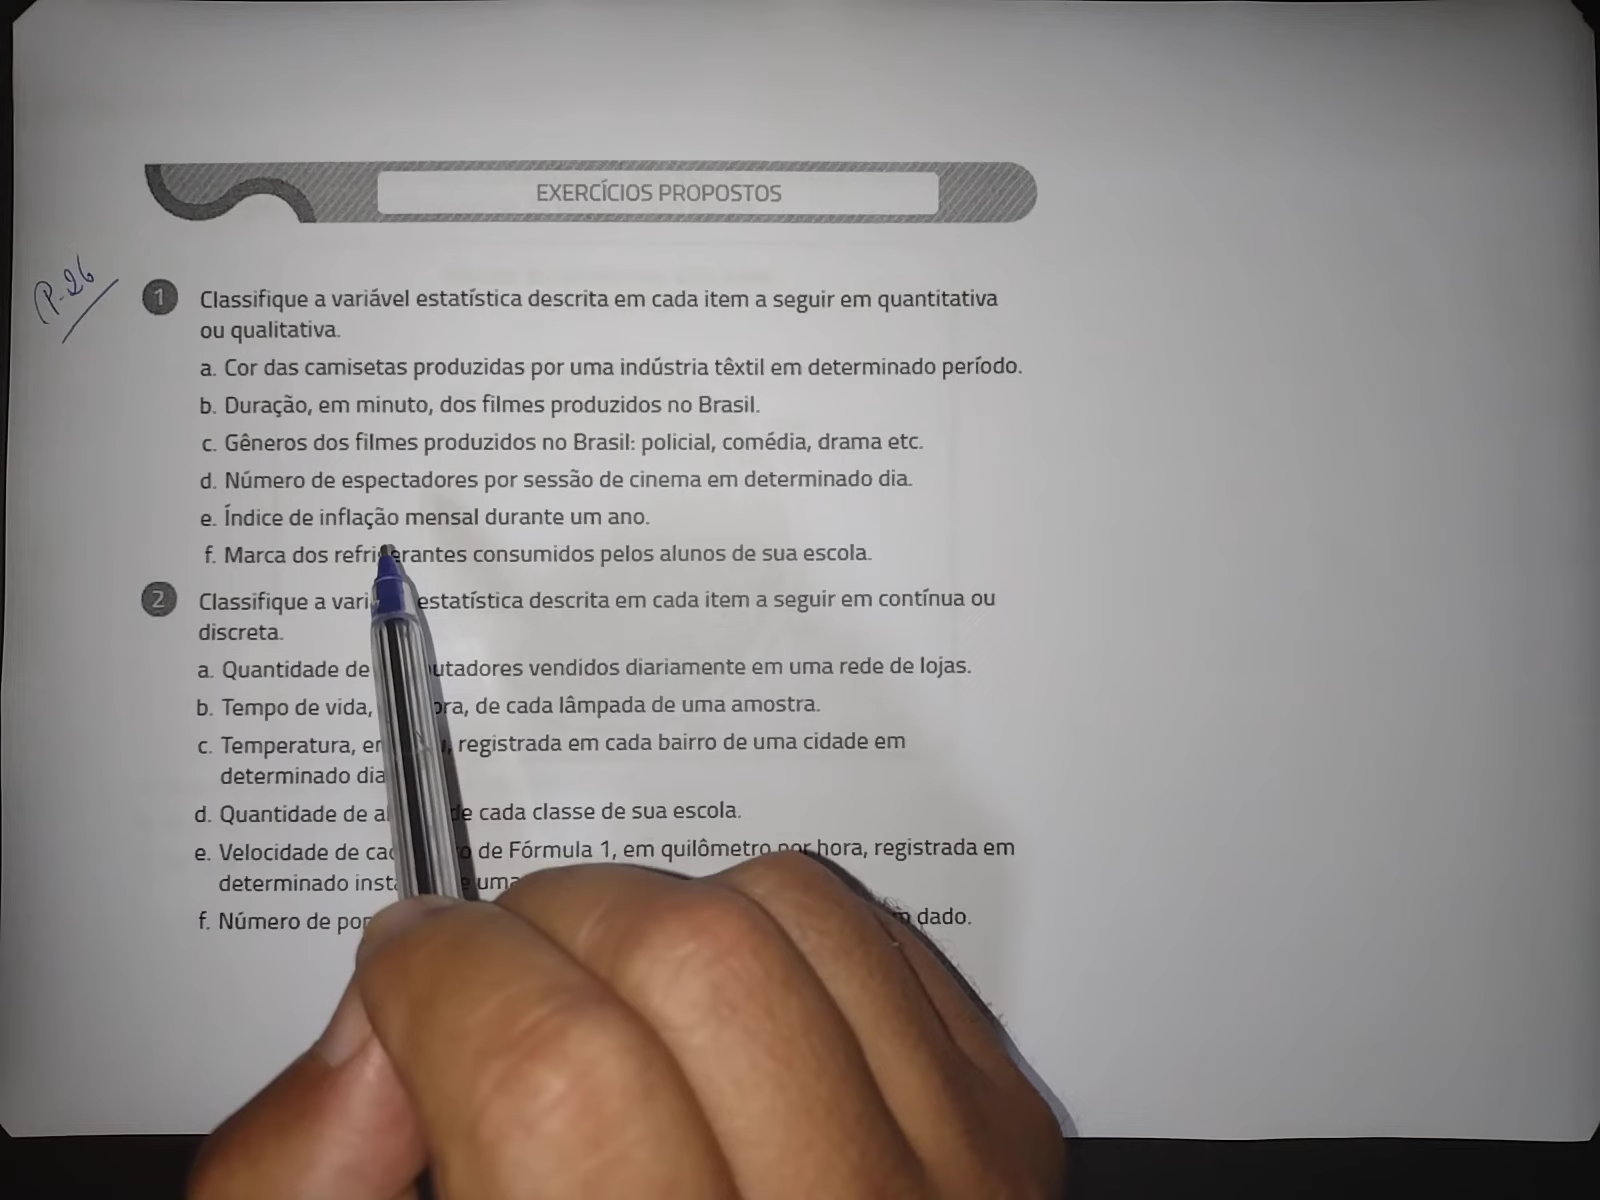 EXERCÍCIOS PROPOSTOS
P.26
1 Classifique a variável estatística descrita em cada item a seguir em quantitativa
ou qualitativa.
a. Cor das camisetas produzidas por uma indústria têxtil em determinado período.
b. Duração, em minuto, dos filmes produzidos no Brasil.
c. Gêneros dos filmes produzidos no Brasil: policial, comédia, drama etc.
d. Número de espectadores por sessão de cinema em determinado dia.
e. Índice de inflação mensal durante um ano.
f. Marca dos refrigerantes consumidos pelos alunos de sua escola.
2 Classifique a estatística descrita em cada item a seguir em contínua ou
discreta.
a. Quantidade de vendidos diariamente em uma rede de lojas.
b. Tempo de vida, de cada lâmpada de uma amostra.
c. Temperatura, registrada em cada bairro de uma cidade em
determinado dia
d. Quantidade de de cada classe de sua escola.
e. Velocidade de de Fórmula 1, em quilômetro por hora, registrada em
determinado uma
f. Número de dado.